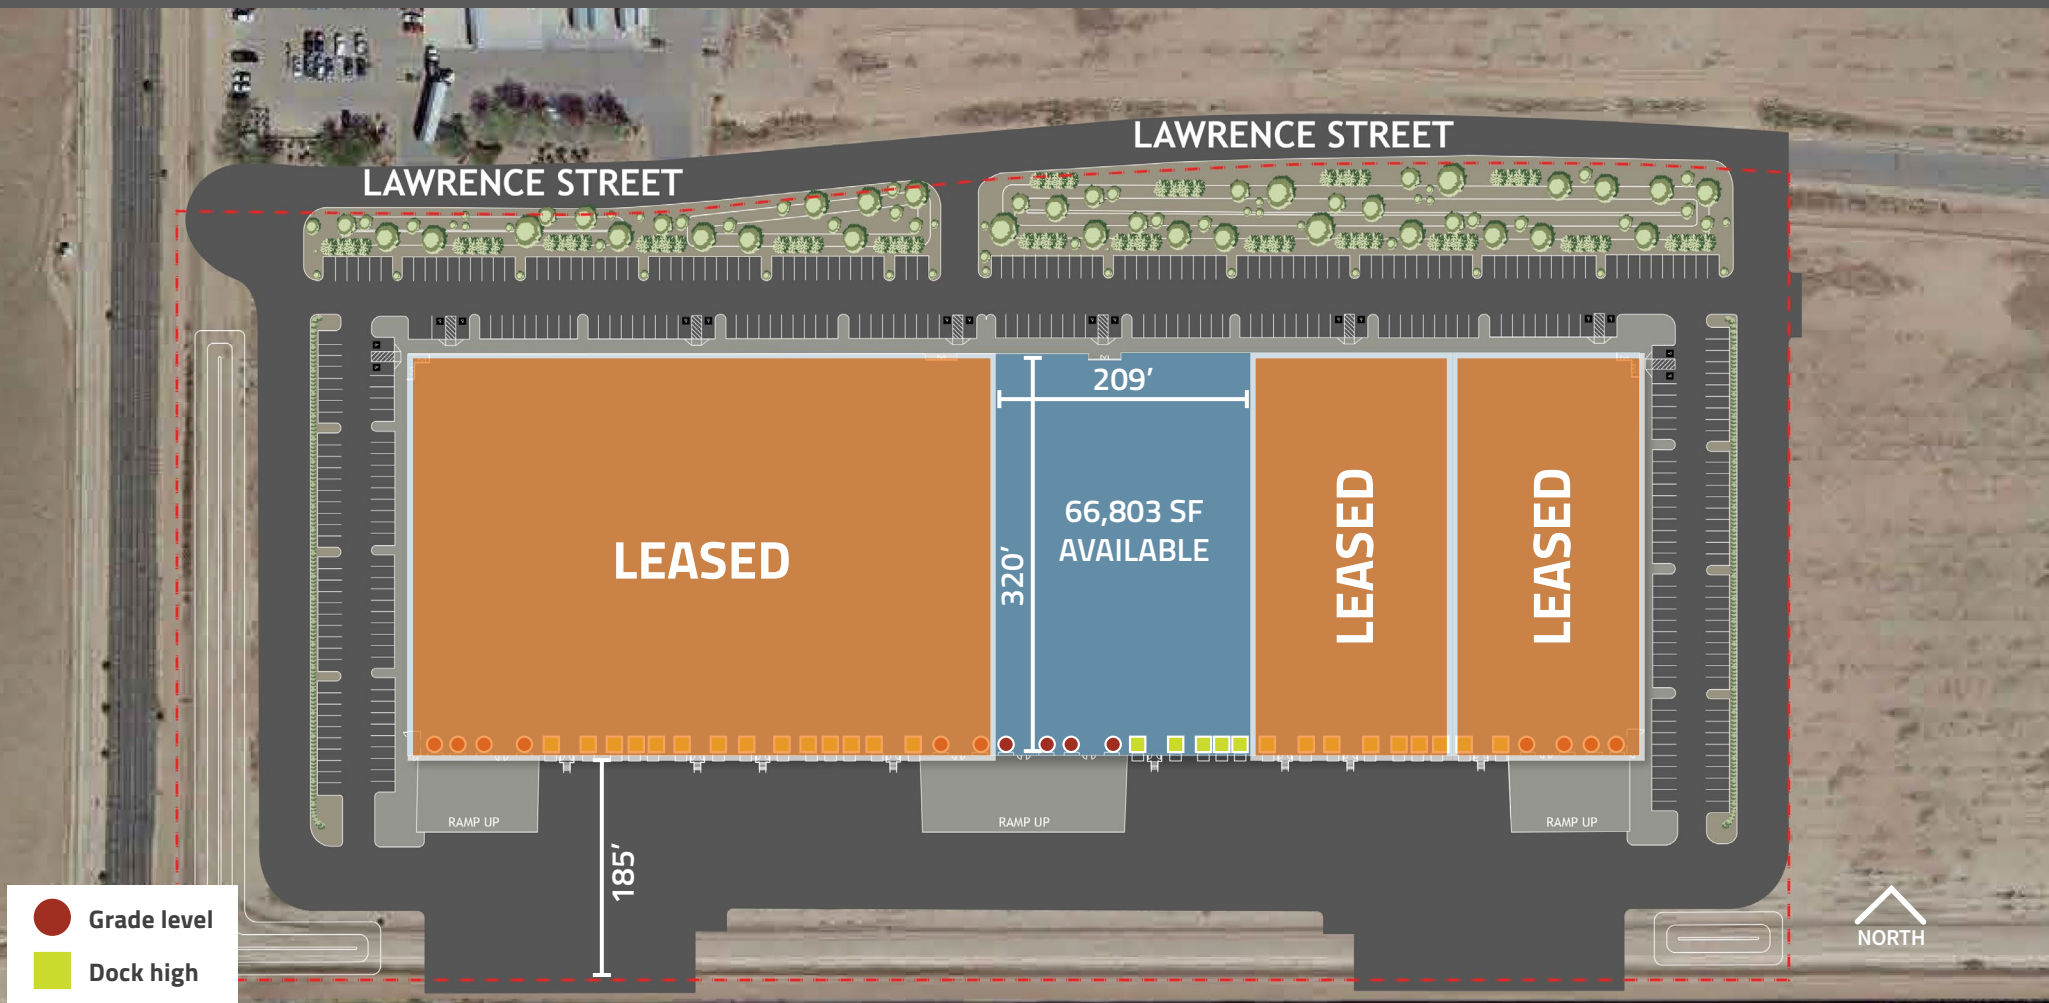 LAWRENCE STREET
LAWRENCE STREET
209’
320’
66,803 SF
AVAILABLE
LEASED
LEASED
LEASED
RAMP UP
RAMP UP
RAMP UP
185’
Grade level
Dock high
NORTH